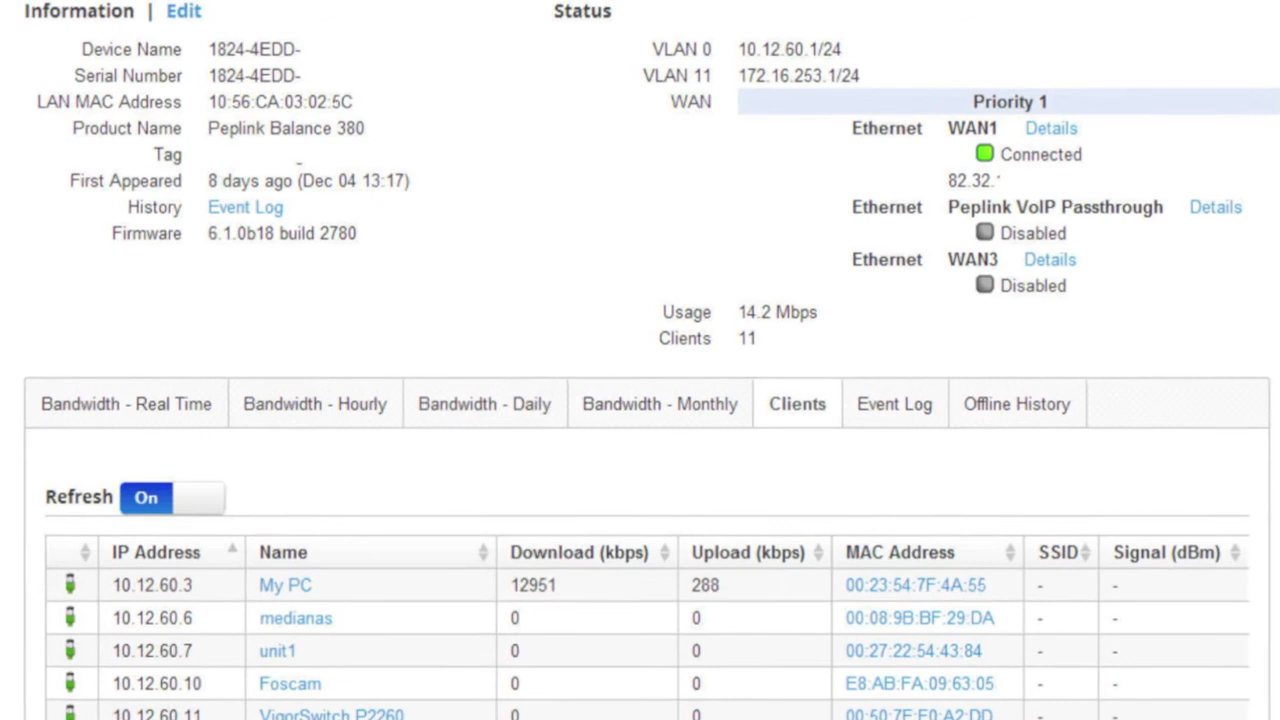 Information | Edit
Status
Device Name 1824-4EDD-
Serial Number 1824-4EDD-
LAN MAC Address 10:56:CA:03:02:5C
Product Name Peplink Balance 380
Tag
First Appeared 8 days ago (Dec 04 13:17)
History Event Log
Firmware 6.1.0b18 build 2780
VLAN 0 10.12.60.1/24
VLAN 11 172.16.253.1/24
WAN Priority 1
Ethernet WAN1 Details
Connected
82.32.
Ethernet Peplink VoIP Passthrough Details
Disabled
Ethernet WAN3 Details
Disabled
Usage 14.2 Mbps
Clients 11
Bandwidth - Real Time Bandwidth - Hourly Bandwidth - Daily Bandwidth - Monthly Clients Event Log Offline History
Refresh On
IP Address Name Download (kbps) Upload (kbps) MAC Address SSID Signal (dBm)
10.12.60.3 My PC 12951 288 00:23:54:7F:4A:55 - -
10.12.60.6 medianas 0 0 00:08:9B:BF:29:DA - -
10.12.60.7 unit1 0 0 00:27:22:54:43:84 - -
10.12.60.10 Foscam 0 0 E8:AB:FA:09:63:05 - -
10.12.60.11 VigorSwitch P2260 0 0 00:50:7F:E0:A2:DD - -